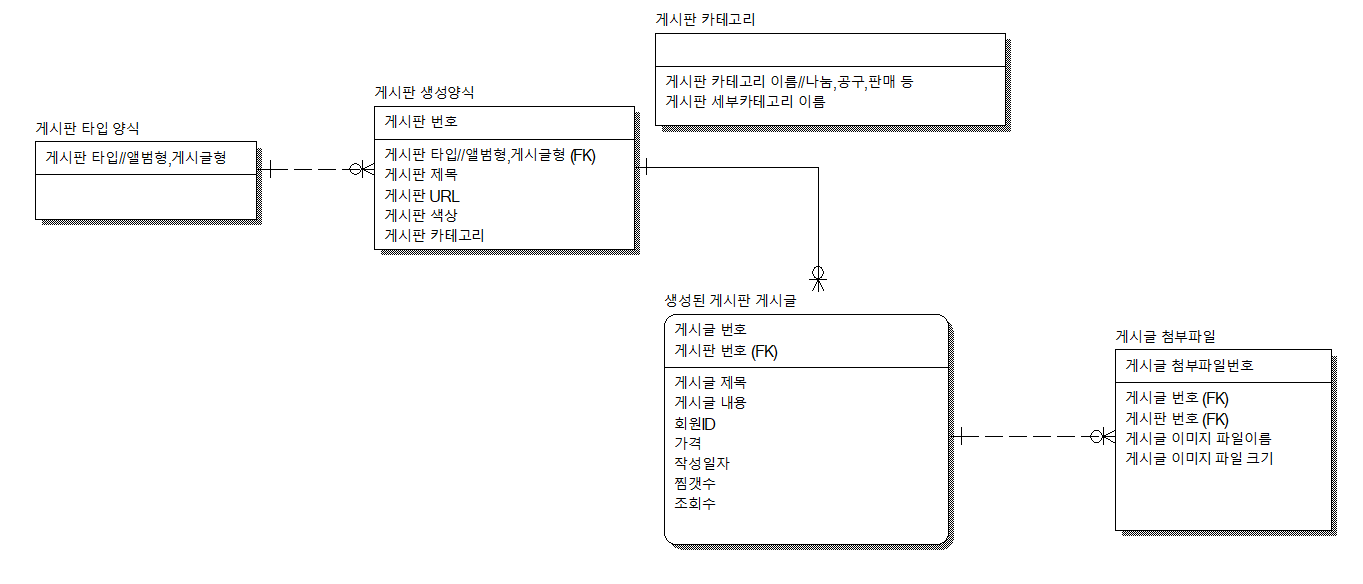 게시판 카테고리
게시판 카테고리 이름//나눔,공구,판매 등
게시판 세부카테고리 이름
게시판 생성양식
게시판 번호
게시판 타입//앨범형,게시글형 (FK)
게시판 제목
게시판 URL
게시판 색상
게시판 카테고리
게시판 타입 양식
게시판 타입//앨범형,게시글형
생성된 게시판 게시글
게시글 번호
게시판 번호 (FK)
게시글 제목
게시글 내용
회원ID
가격
작성일자
찜갯수
조회수
게시글 첨부파일
게시글 첨부파일번호
게시글 번호 (FK)
게시판 번호 (FK)
게시글 이미지 파일이름
게시글 이미지 파일 크기